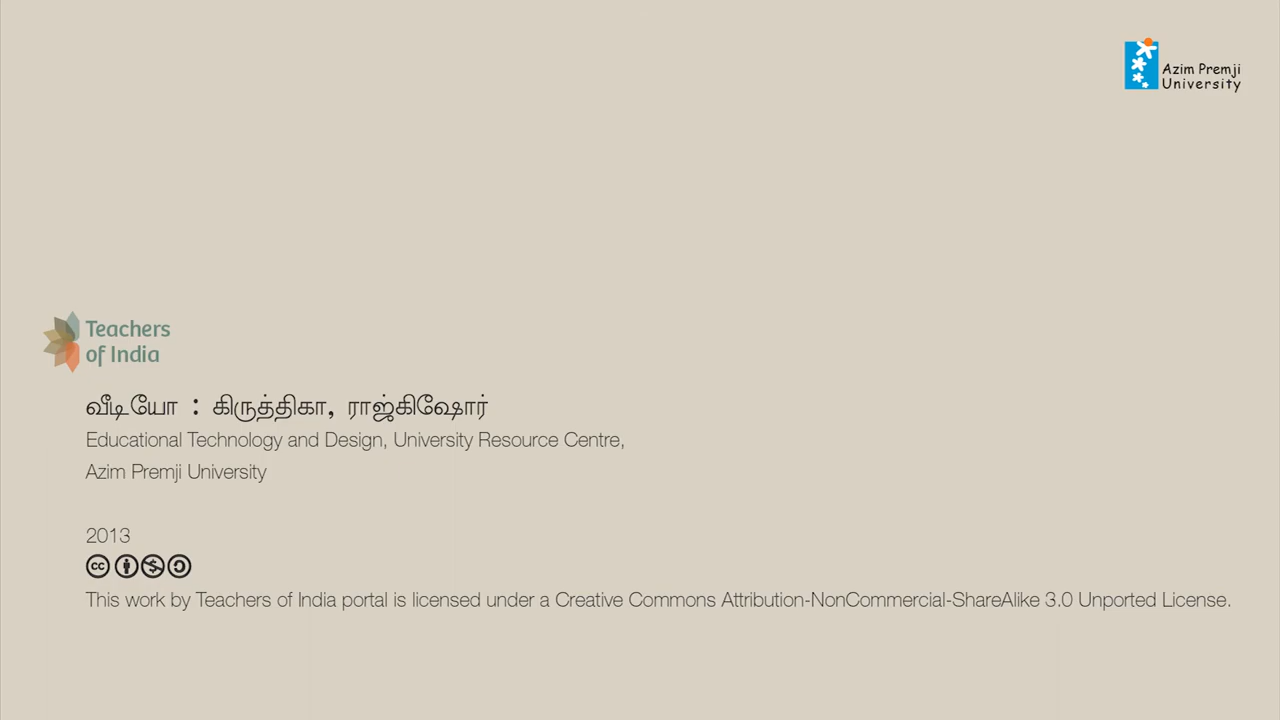 Azim Premji
University
Teachers
of India
வீடியோ : கிருத்திகா, ராஜ்கிஷோர்
Educational Technology and Design, University Resource Centre,
Azim Premji University
2013
This work by Teachers of India portal is licensed under a Creative Commons Attribution-NonCommercial-ShareAlike 3.0 Unported License.